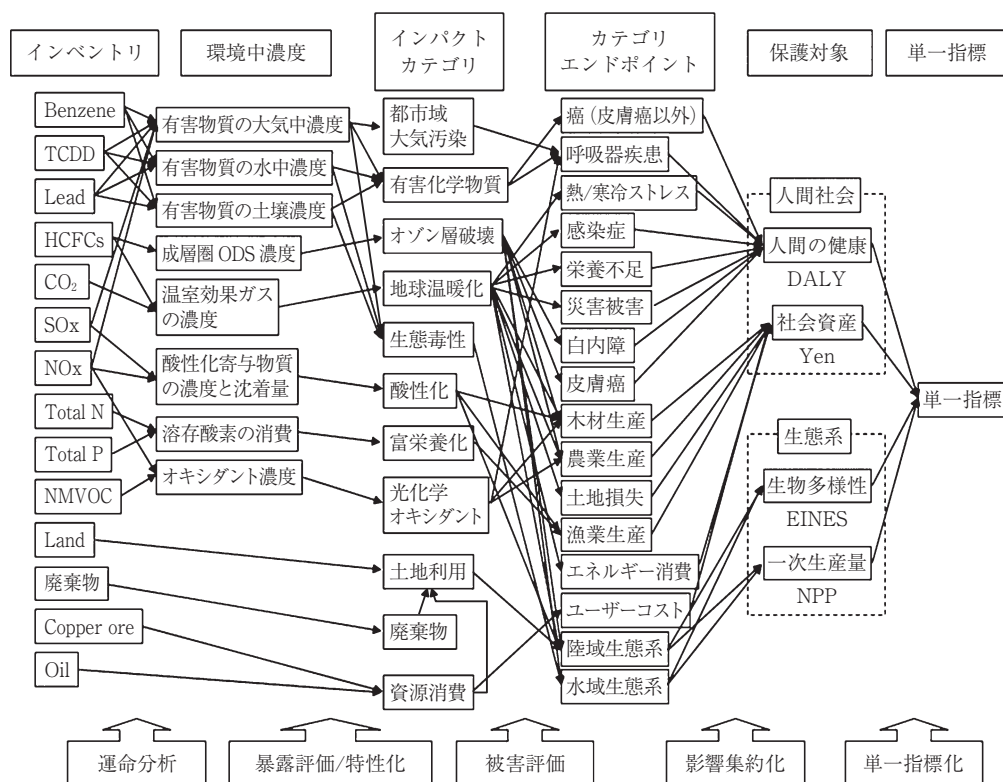 インベントリ
環境中濃度
インパクト
カテゴリ
カテゴリ
エンドポイント
保護対象
単一指標
Benzene
TCDD
Lead
HCFCs
CO₂
SOx
NOx
Total N
Total P
NMVOC
Land
廃棄物
Copper ore
Oil
有害物質の大気中濃度
有害物質の水中濃度
有害物質の土壌濃度
成層圏 ODS 濃度
温室効果ガス
の濃度
酸性化寄与物質
の濃度と沈着量
溶存酸素の消費
オキシダント濃度
都市域
大気汚染
有害化学物質
オゾン層破壊
地球温暖化
生態毒性
酸性化
富栄養化
光化学
オキシダント
土地利用
廃棄物
資源消費
癌(皮膚癌以外)
呼吸器疾患
熱/寒冷ストレス
感染症
栄養不足
災害被害
白内障
皮膚癌
木材生産
農業生産
土地損失
漁業生産
エネルギー消費
ユーザーコスト
陸域生態系
水域生態系
人間社会
人間の健康
DALY
社会資産
Yen
生態系
生物多様性
EINES
一次生産量
NPP
単一指標
運命分析
暴露評価/特性化
被害評価
影響集約化
単一指標化